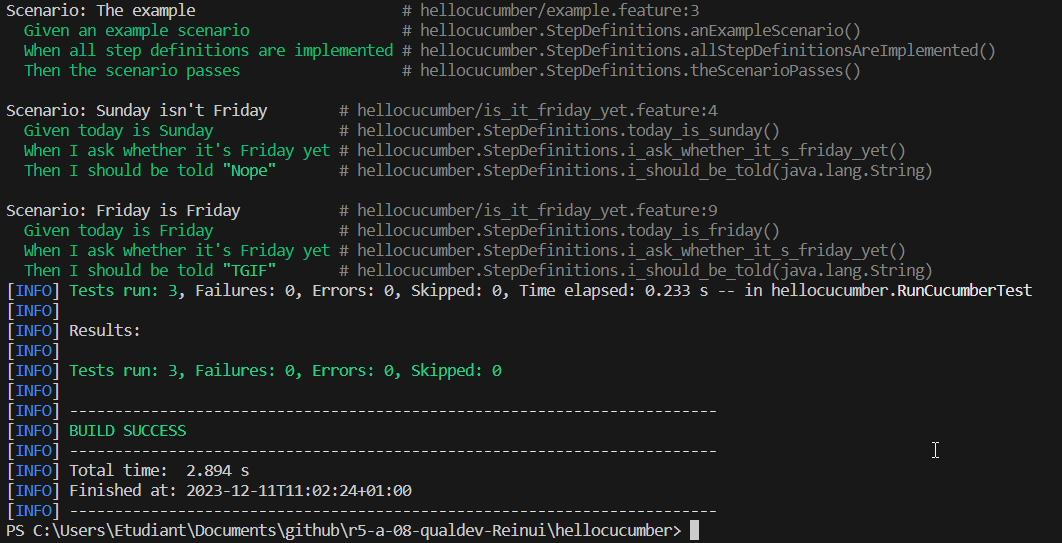 Scenario: The example                       # hellocucumber/example.feature:3
  Given an example scenario                 # hellocucumber.StepDefinitions.anExampleScenario()
  When all step definitions are implemented # hellocucumber.StepDefinitions.allStepDefinitionsAreImplemented()
  Then the scenario passes                  # hellocucumber.StepDefinitions.theScenarioPasses()

Scenario: Sunday isn't Friday        # hellocucumber/is_it_friday_yet.feature:4
  Given today is Sunday              # hellocucumber.StepDefinitions.today_is_sunday()
  When I ask whether it's Friday yet # hellocucumber.StepDefinitions.i_ask_whether_it_s_friday_yet()
  Then I should be told "Nope"       # hellocucumber.StepDefinitions.i_should_be_told(java.lang.String)

Scenario: Friday is Friday           # hellocucumber/is_it_friday_yet.feature:9
  Given today is Friday              # hellocucumber.StepDefinitions.today_is_friday()
  When I ask whether it's Friday yet # hellocucumber.StepDefinitions.i_ask_whether_it_s_friday_yet()
  Then I should be told "TGIF"       # hellocucumber.StepDefinitions.i_should_be_told(java.lang.String)
[INFO] Tests run: 3, Failures: 0, Errors: 0, Skipped: 0, Time elapsed: 0.233 s -- in hellocucumber.RunCucumberTest
[INFO]
[INFO] Results:
[INFO]
[INFO] Tests run: 3, Failures: 0, Errors: 0, Skipped: 0
[INFO]
[INFO] ------------------------------------------------------------------------
[INFO] BUILD SUCCESS
[INFO] ------------------------------------------------------------------------
[INFO] Total time:  2.894 s
[INFO] Finished at: 2023-12-11T11:02:24+01:00
[INFO] ------------------------------------------------------------------------
PS C:\Users\Etudiant\Documents\github\r5-a-08-qualdev-Reinui\hellocucumber>